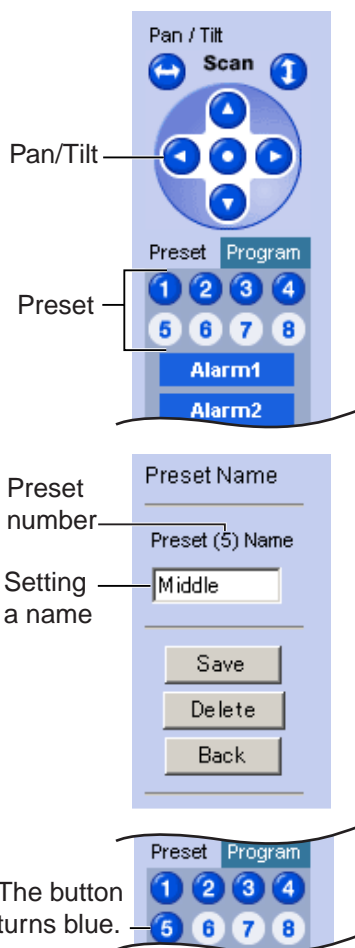 Pan / Tilt
Scan
Pan/Tilt
Preset Program
1 2 3 4
Preset
5 6 7 8
Alarm1
Alarm2
Preset Name
Preset
number
Preset (5) Name
Setting
a name
Middle
Save
Delete
Back
Preset Program
The button
turns blue.
1 2 3 4
5 6 7 8